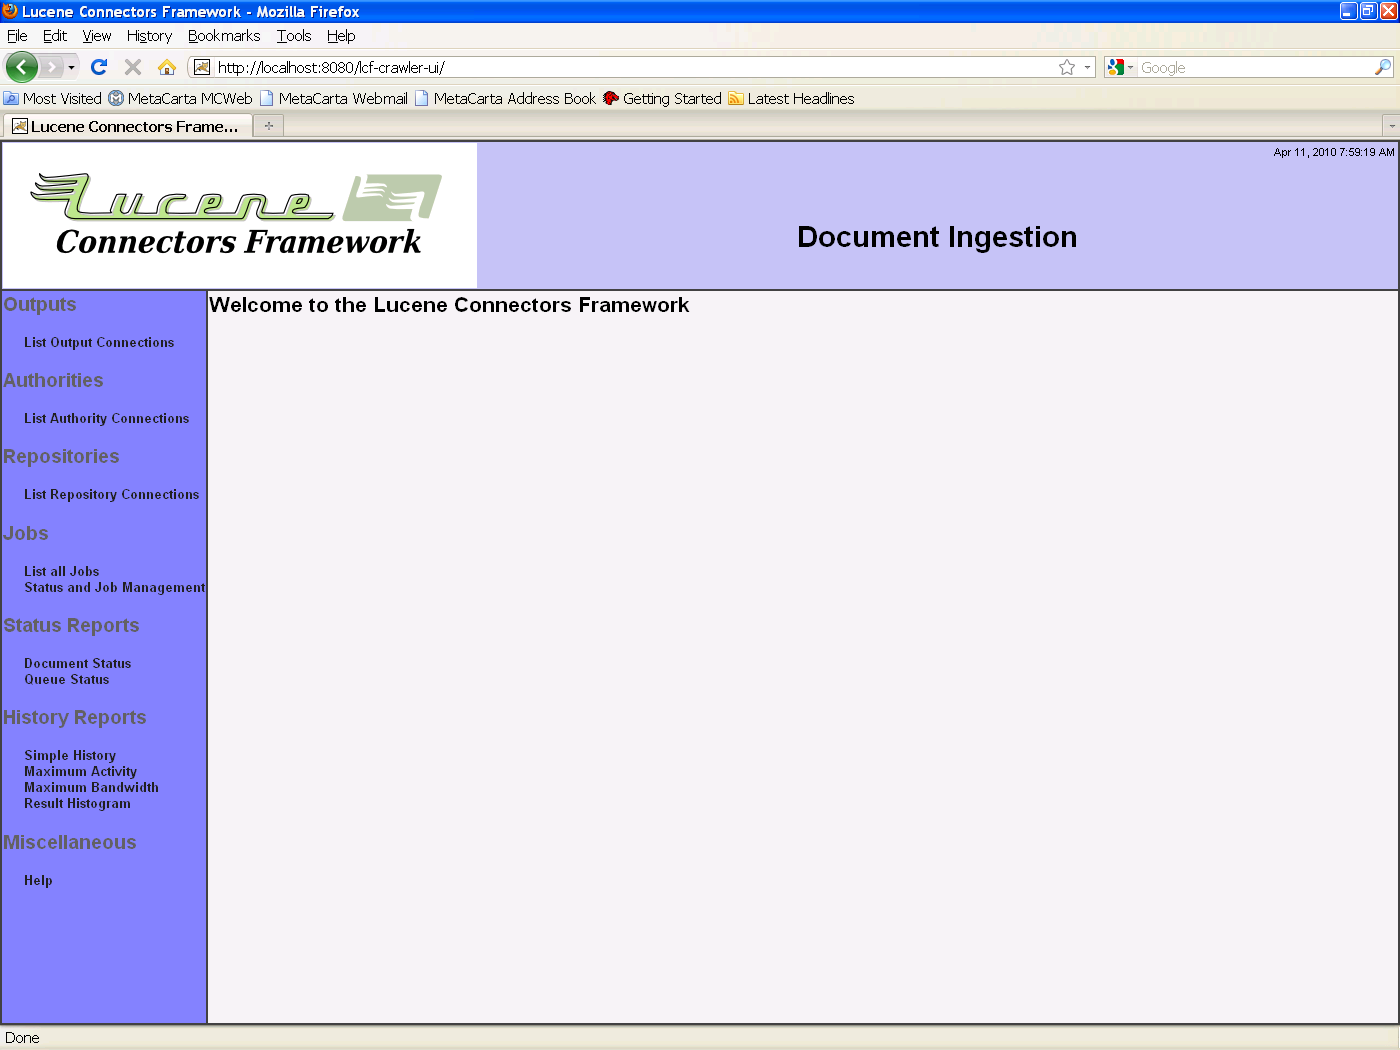 Lucene Connectors Framework - Mozilla Firefox
File Edit View History Bookmarks Tools Help
http://localhost:8080/lcf-crawler-ui/ Google
Most Visited MetaCarta MCWeb MetaCarta Webmail MetaCarta Address Book Getting Started Latest Headlines
Lucene Connectors Frame...
Apr 11, 2010 7:59:19 AM
Lucene
Connectors Framework
Document Ingestion
Outputs
List Output Connections
Authorities
List Authority Connections
Repositories
List Repository Connections
Jobs
List all Jobs
Status and Job Management
Status Reports
Document Status
Queue Status
History Reports
Simple History
Maximum Activity
Maximum Bandwidth
Result Histogram
Miscellaneous
Help
Welcome to the Lucene Connectors Framework
Done